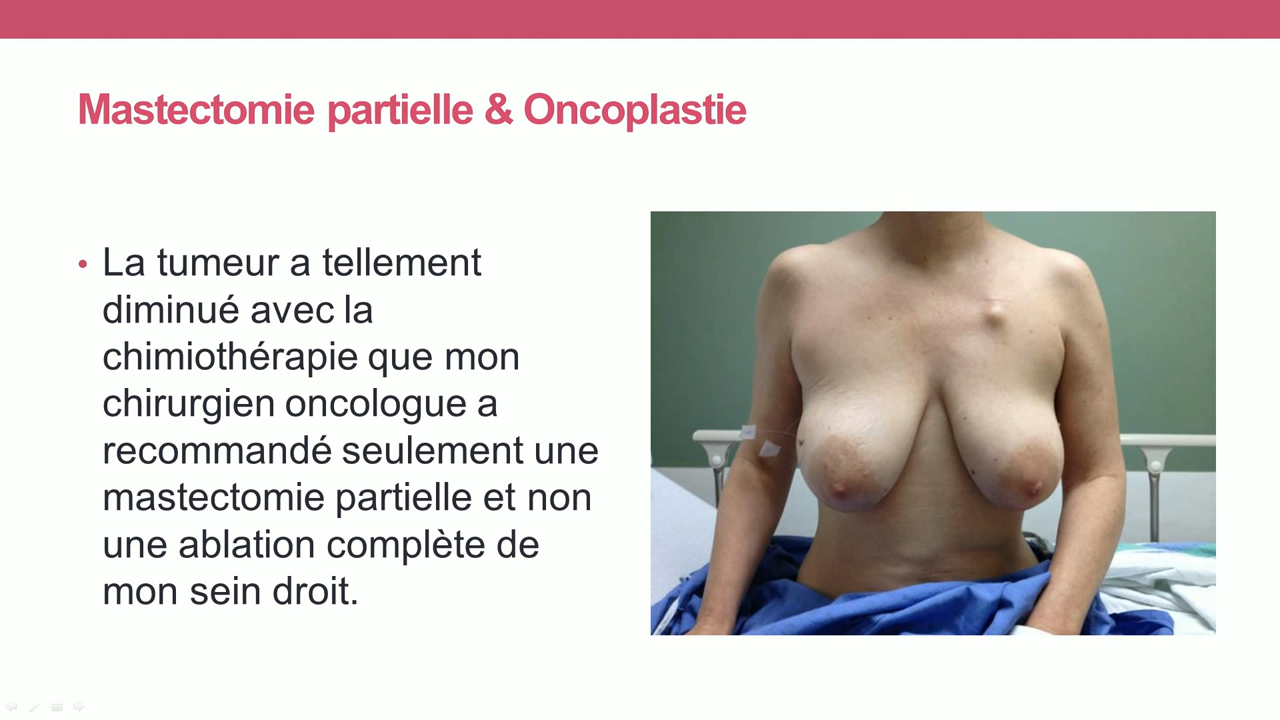 Mastectomie partielle & Oncoplastie
• La tumeur a tellement
diminué avec la
chimiothérapie que mon
chirurgien oncologue a
recommandé seulement une
mastectomie partielle et non
une ablation complète de
mon sein droit.